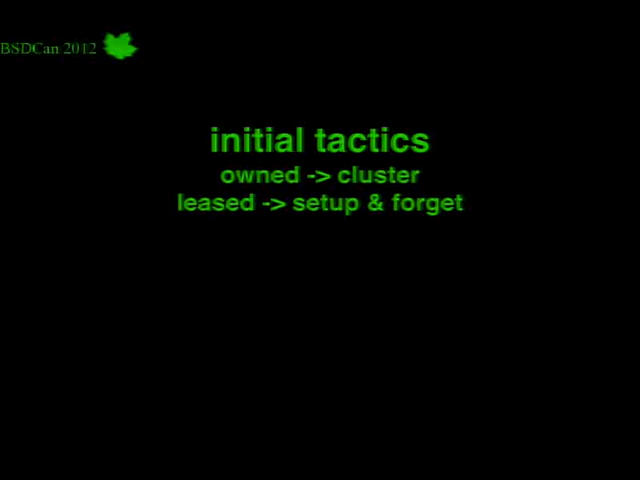 BSDCan 2012
initial tactics
owned -> cluster
leased -> setup & forget